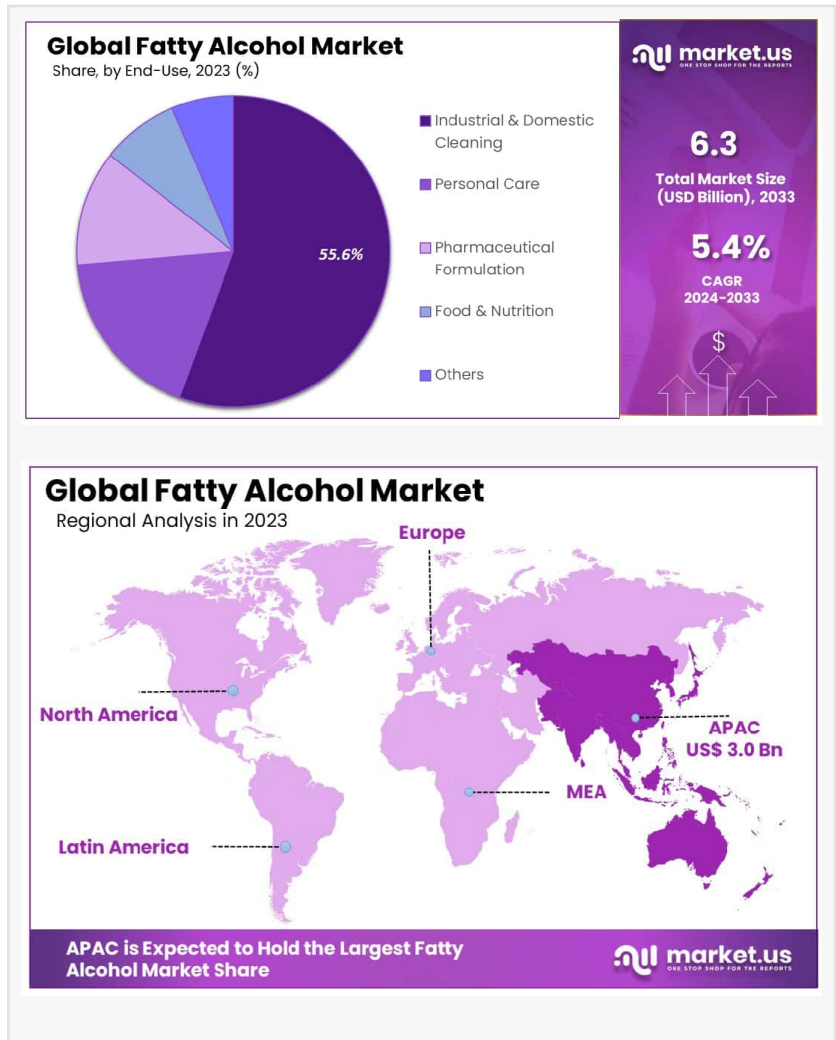 Global Fatty Alcohol Market
Share, by End-Use, 2023 (%)
55.6%
Industrial & Domestic
Cleaning
Personal Care
Pharmaceutical
Formulation
Food & Nutrition
Others
market.us
ONE STOP SHOP FOR THE REPORTS
6.3
Total Market Size
(USD Billion), 2033
5.4%
CAGR
2024-2033
$
Global Fatty Alcohol Market
Regional Analysis in 2023
Europe
North America
APAC
US$ 3.0 Bn
MEA
Latin America
APAC is Expected to Hold the Largest Fatty
Alcohol Market Share
market.us
ONE STOP SHOP FOR THE REPORTS